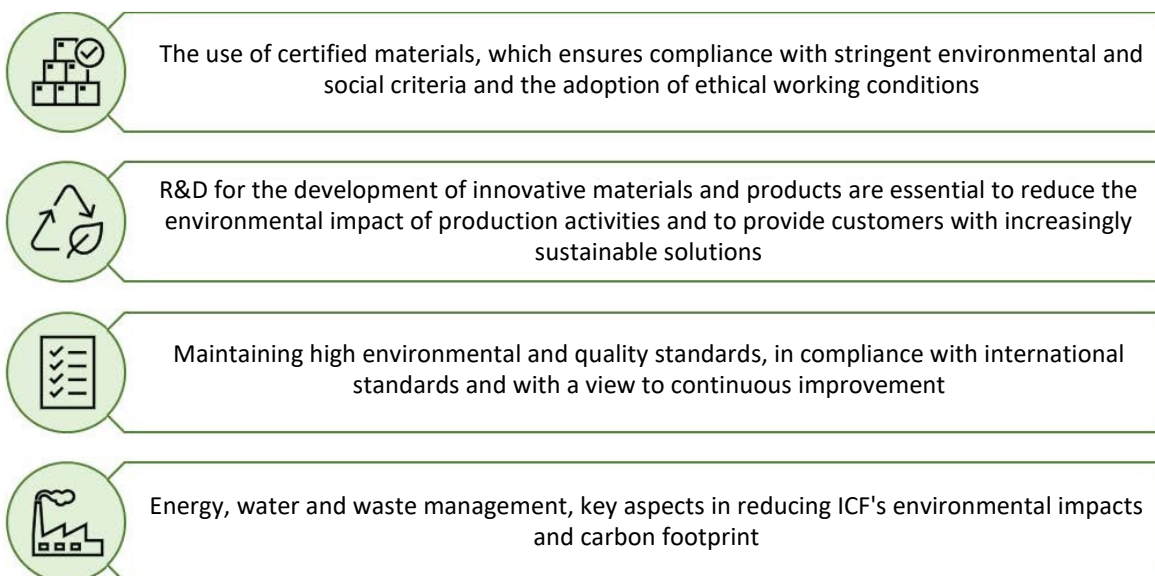 The use of certified materials, which ensures compliance with stringent environmental and
social criteria and the adoption of ethical working conditions
R&D for the development of innovative materials and products are essential to reduce the
environmental impact of production activities and to provide customers with increasingly
sustainable solutions
Maintaining high environmental and quality standards, in compliance with international
standards and with a view to continuous improvement
Energy, water and waste management, key aspects in reducing ICF's environmental impacts
and carbon footprint